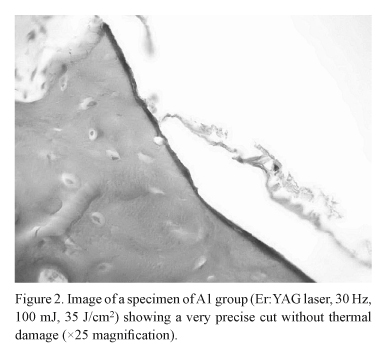 Figure 2. Image of a specimen of A1 group (Er:YAG laser, 30 Hz,
100 mJ, 35 J/cm²) showing a very precise cut without thermal
damage (×25 magnification).